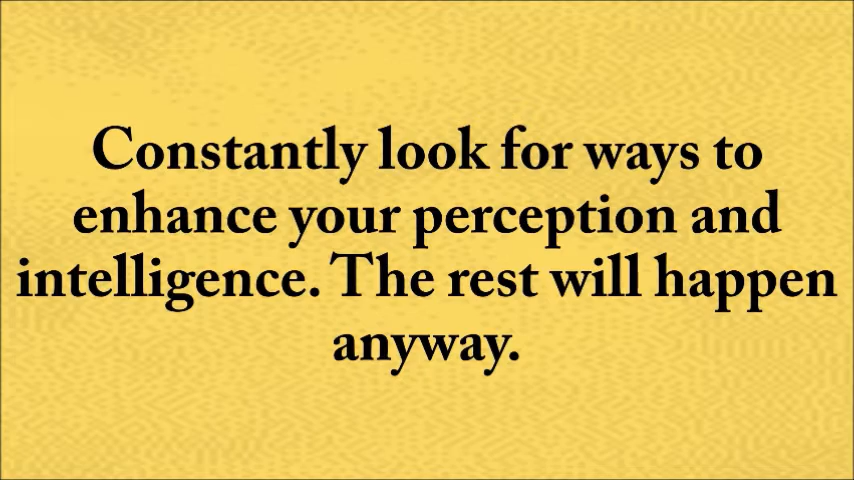 Constantly look for ways to
enhance your perception and
intelligence. The rest will happen
anyway.